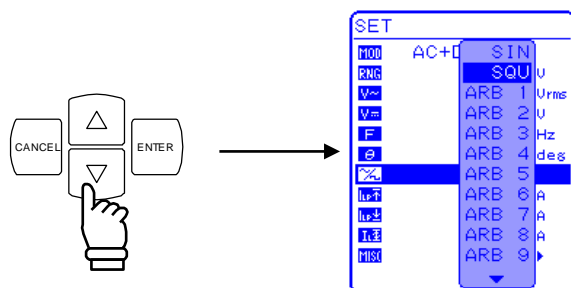 CANCEL
ENTER
SET
MOD AC+D SIN
RNG SQU V
V~ ARB 1 Vrms
V⎓ ARB 2 V
F ARB 3 Hz
θ ARB 4 deg
ARB 5
ARB 6 A
ARB 7 A
ARB 8 A
MISC ARB 9